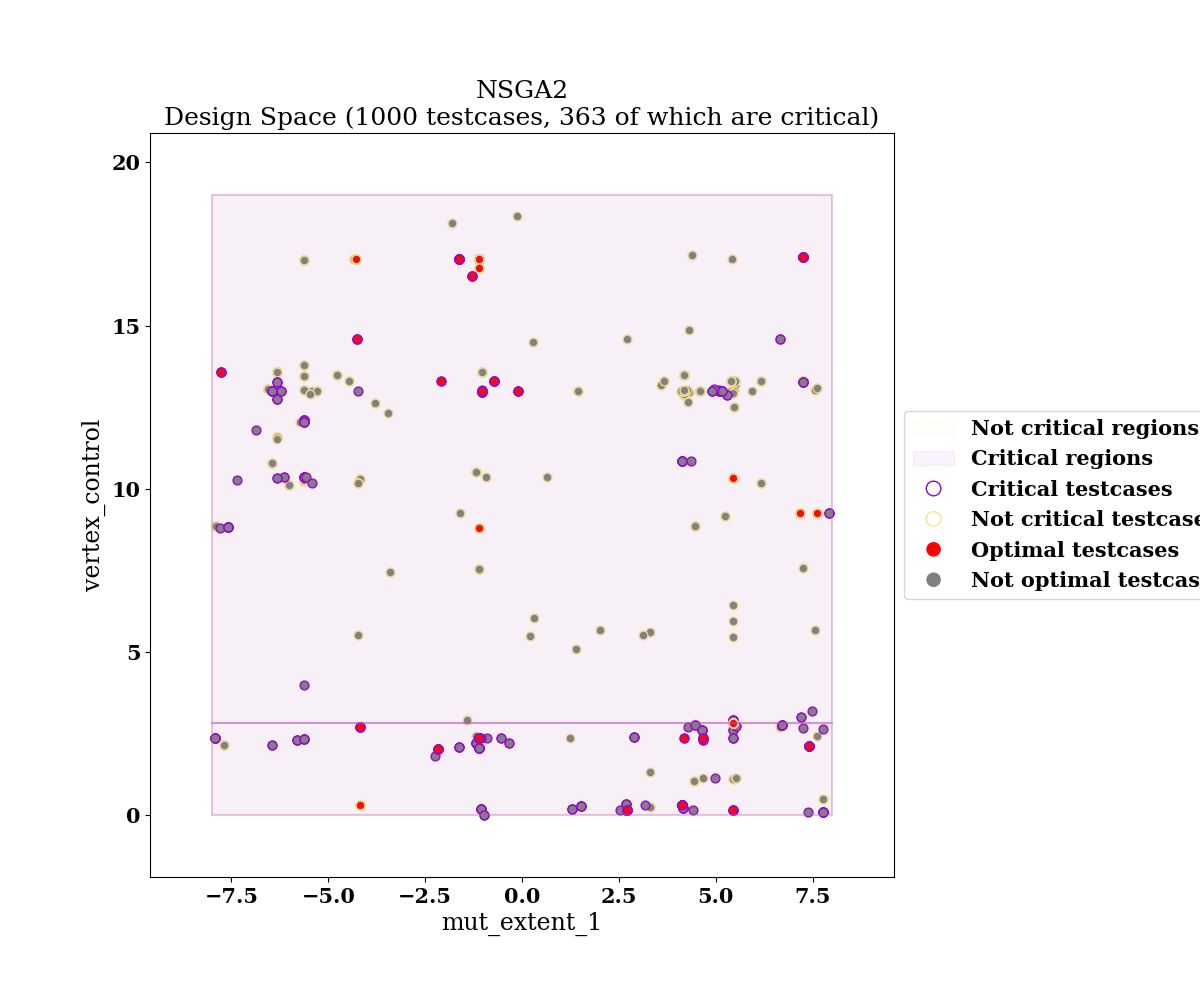 NSGA2
Design Space (1000 testcases, 363 of which are critical)
20
15
10
5
0
vertex_control
−7.5
−5.0
−2.5
0.0
2.5
5.0
7.5
mut_extent_1
Not critical regions
Critical regions
Critical testcases
Not critical testcase
Optimal testcases
Not optimal testcas